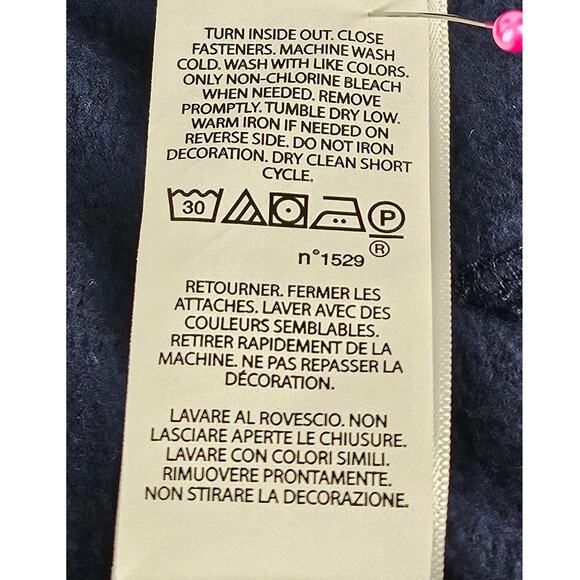 TURN INSIDE OUT. CLOSE
FASTENERS. MACHINE WASH
COLD. WASH WITH LIKE COLORS.
ONLY NON-CHLORINE BLEACH
WHEN NEEDED. REMOVE
PROMPTLY. TUMBLE DRY LOW.
WARM IRON IF NEEDED ON
REVERSE SIDE. DO NOT IRON
DECORATION. DRY CLEAN SHORT
CYCLE.
30 P
®
n°1529
RETOURNER. FERMER LES
ATTACHES. LAVER AVEC DES
COULEURS SEMBLABLES.
RETIRER RAPIDEMENT DE LA
MACHINE. NE PAS REPASSER LA
DÉCORATION.
LAVARE AL ROVESCIO. NON
LASCIARE APERTE LE CHIUSURE.
LAVARE CON COLORI SIMILI.
RIMUOVERE PRONTAMENTE.
NON STIRARE LA DECORAZIONE.